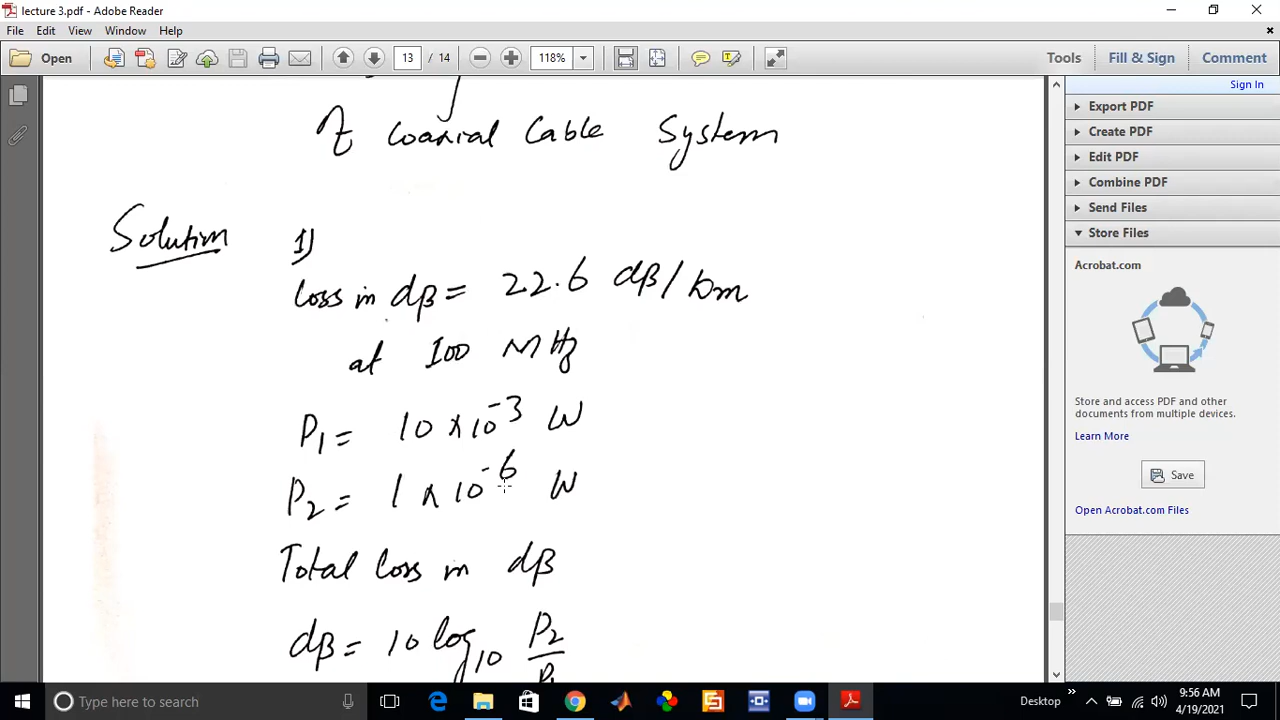 lecture 3.pdf - Adobe Reader
File Edit View Window Help
Open 13 / 14 118% Tools Fill & Sign Comment
Sign In
of Coaxial Cable System
Solution 1)
loss in dB = 22.6 dB/km
at 100 MHz
P1 = 10 x 10^-3 W
P2 = 1 x 10^-6 W
Total loss in dB
dB = 10 log10 P2/P1
Export PDF
Create PDF
Edit PDF
Combine PDF
Send Files
Store Files
Acrobat.com
Store and access PDF and other
documents from multiple devices.
Learn More
Save
Open Acrobat.com Files
Type here to search
Desktop
9:56 AM
4/19/2021